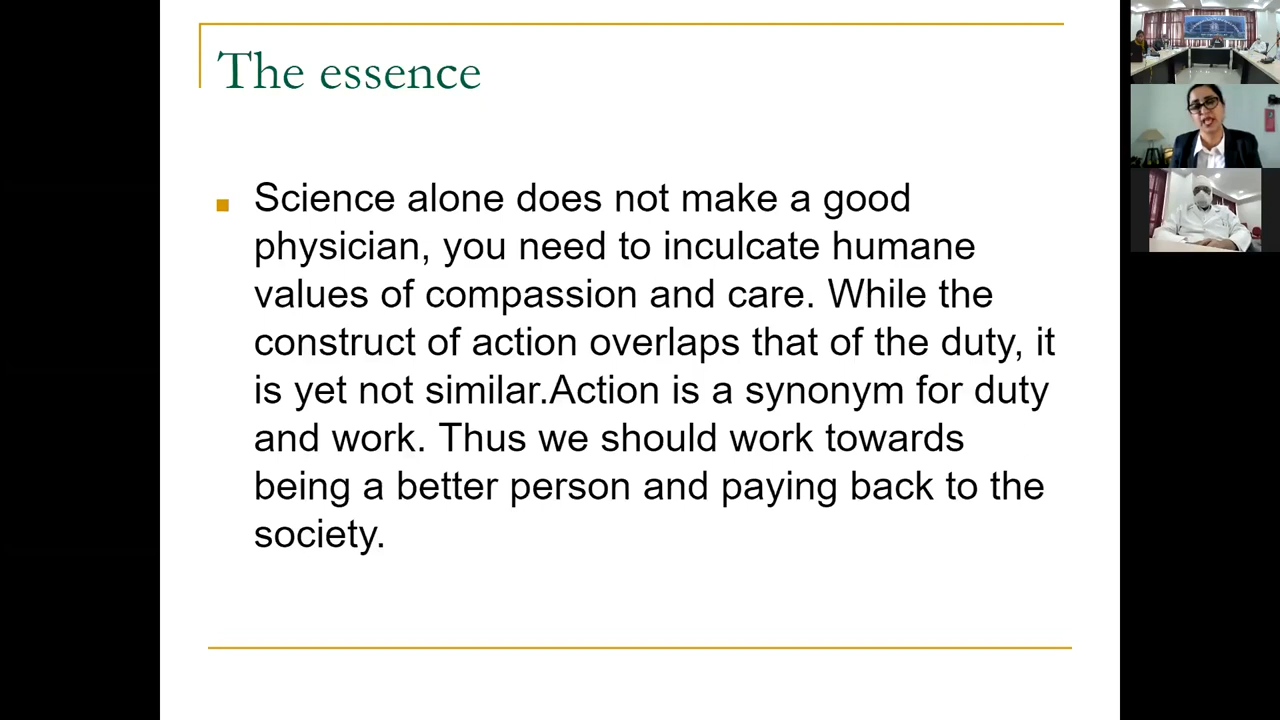 The essence
Science alone does not make a good
physician, you need to inculcate humane
values of compassion and care. While the
construct of action overlaps that of the duty, it
is yet not similar.Action is a synonym for duty
and work. Thus we should work towards
being a better person and paying back to the
society.